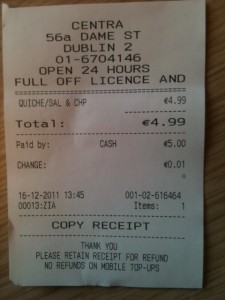 CENTRA
56a DAME ST
DUBLIN 2
01-6704146
OPEN 24 HOURS
FULL OFF LICENCE AND
QUICHE/SAL & CHP €4.99
Total: €4.99
Paid by: CASH €5.00
CHANGE: €0.01
16-12-2011 13:45 001-02-616464
00013:ZIA Items: 1
COPY RECEIPT
THANK YOU
PLEASE RETAIN RECEIPT FOR REFUND
NO REFUNDS ON MOBILE TOP-UPS